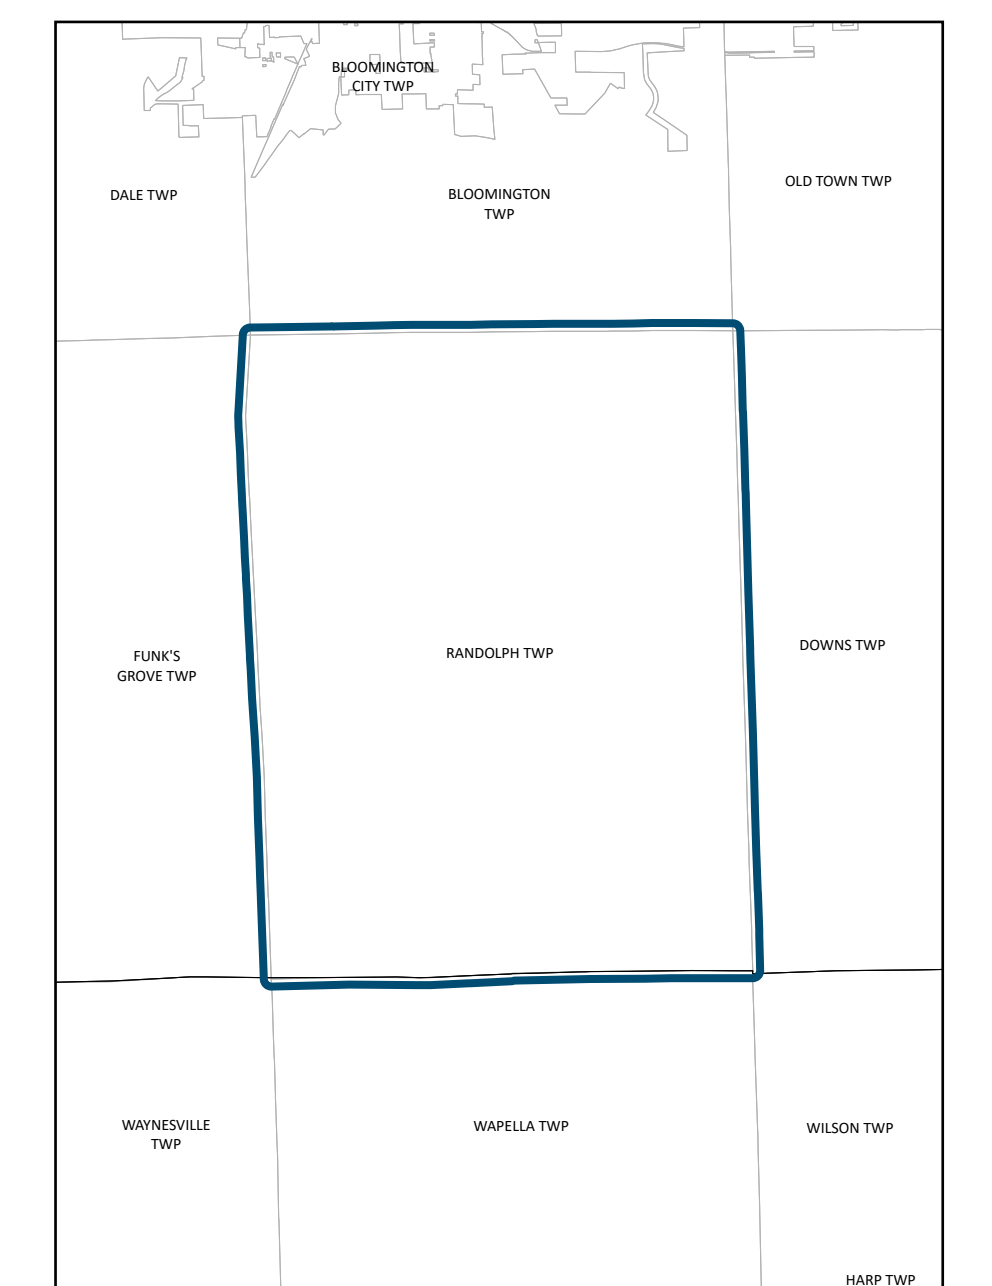 BLOOMINGTON
CITY TWP
DALE TWP
BLOOMINGTON
TWP
OLD TOWN TWP
FUNK'S
GROVE TWP
RANDOLPH TWP
DOWNS TWP
WAYNESVILLE
TWP
WAPELLA TWP
WILSON TWP
HARP TWP